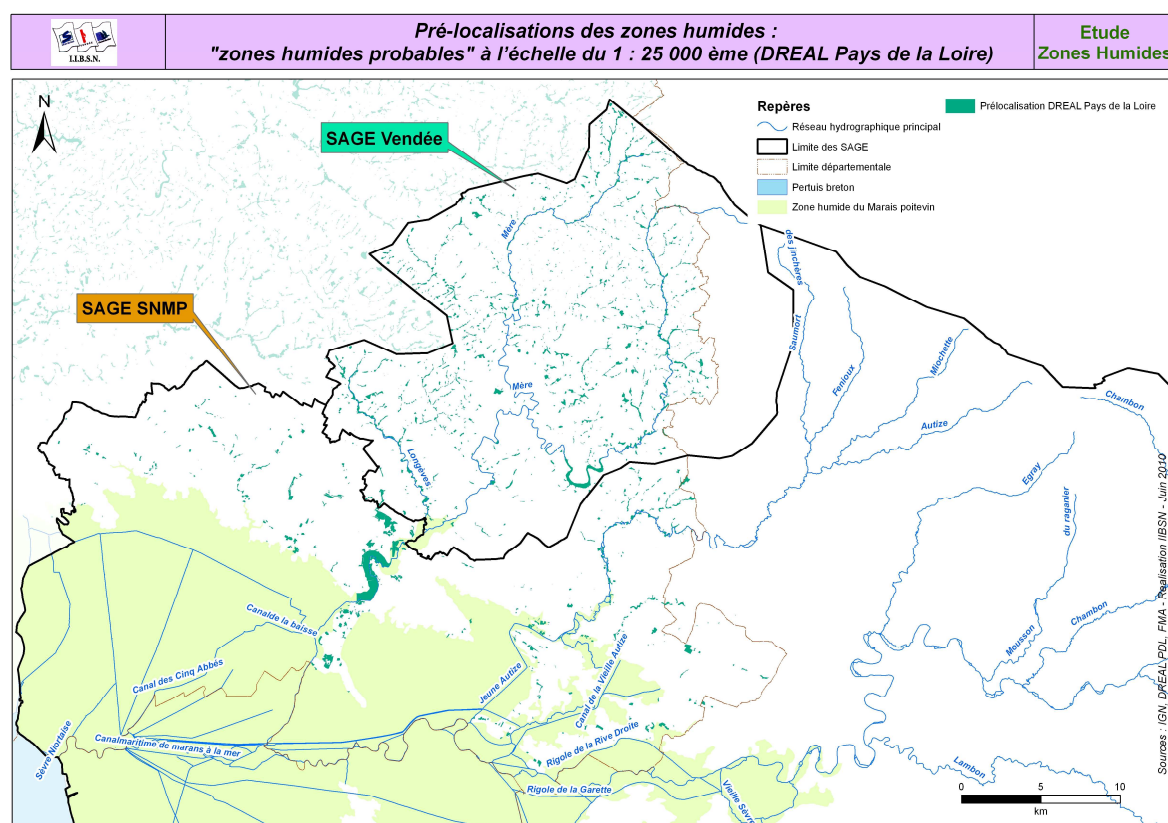 I.I.B.S.N.
Pré-localisations des zones humides :
"zones humides probables" à l'échelle du 1 : 25 000 ème (DREAL Pays de la Loire)
Etude
Zones Humides
N
Repères
Réseau hydrographique principal
Limite des SAGE
Limite départementale
Pertuis breton
Zone humide du Marais poitevin
Prélocalisation DREAL Pays de la Loire
SAGE Vendée
SAGE SNMP
Mère
des jinchères
saumort
Fenioux
Miochette
Autize
Chambon
Mère
Longèves
Egray
du raganier
Chambon
Mousson
Canalde la baisse
Canal des Cinq Abbés
Jeune Autize
Canal de la Vieille Autize
Sèvre Niortaise
Canalmaritime de marans à la mer
Rigole de la Rive Droite
Rigole de la Garette
Vieille Sèvre
Lambon
0 5 10
km
Sources : IGN, DREAL PDL, FMA - Réalisation IIBSN - Juin 2010